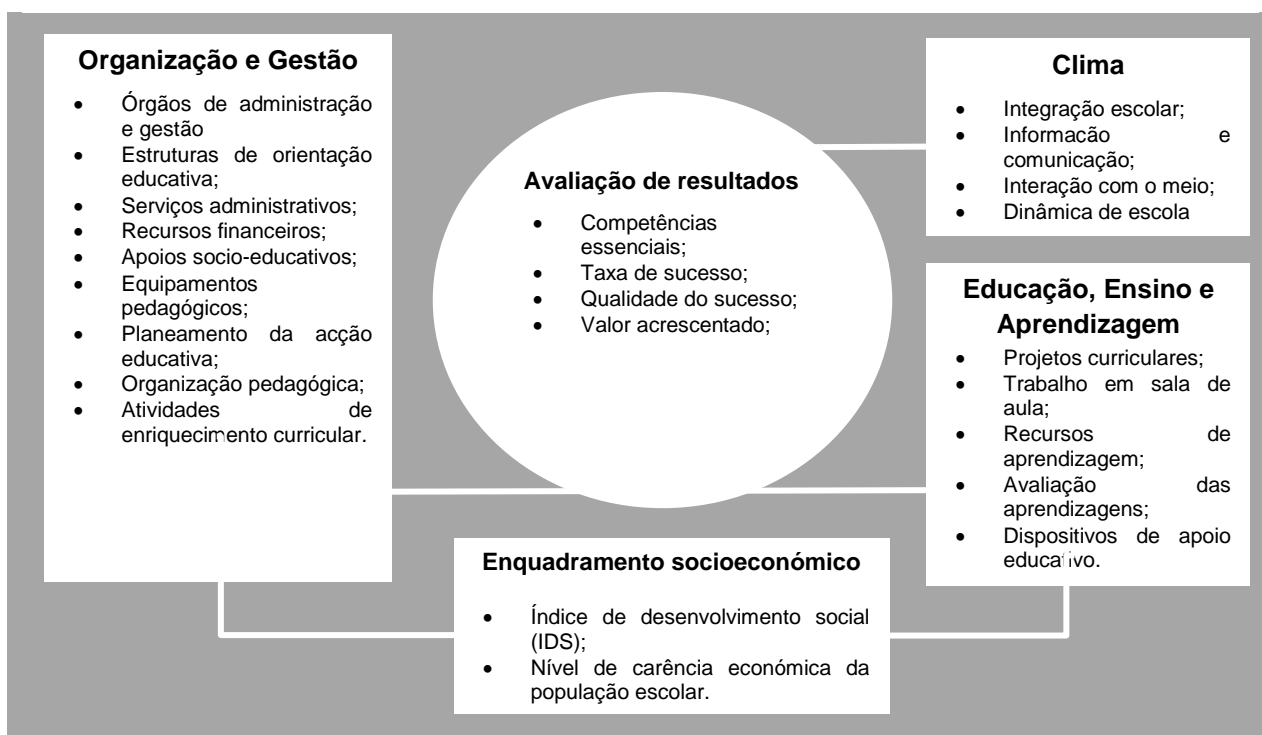 Organização e Gestão
• Órgãos de administração
e gestão
• Estruturas de orientação
educativa;
• Serviços administrativos;
• Recursos financeiros;
• Apoios socio-educativos;
• Equipamentos
pedagógicos;
• Planeamento da acção
educativa;
• Organização pedagógica;
• Atividades de
enriquecimento curricular.
Avaliação de resultados
• Competências
essenciais;
• Taxa de sucesso;
• Qualidade do sucesso;
• Valor acrescentado;
Clima
• Integração escolar;
• Informacão e
comunicação;
• Interação com o meio;
• Dinâmica de escola
Educação, Ensino e
Aprendizagem
• Projetos curriculares;
• Trabalho em sala de
aula;
• Recursos de
aprendizagem;
• Avaliação das
aprendizagens;
• Dispositivos de apoio
educativo.
Enquadramento socioeconómico
• Índice de desenvolvimento social
(IDS);
• Nível de carência económica da
população escolar.